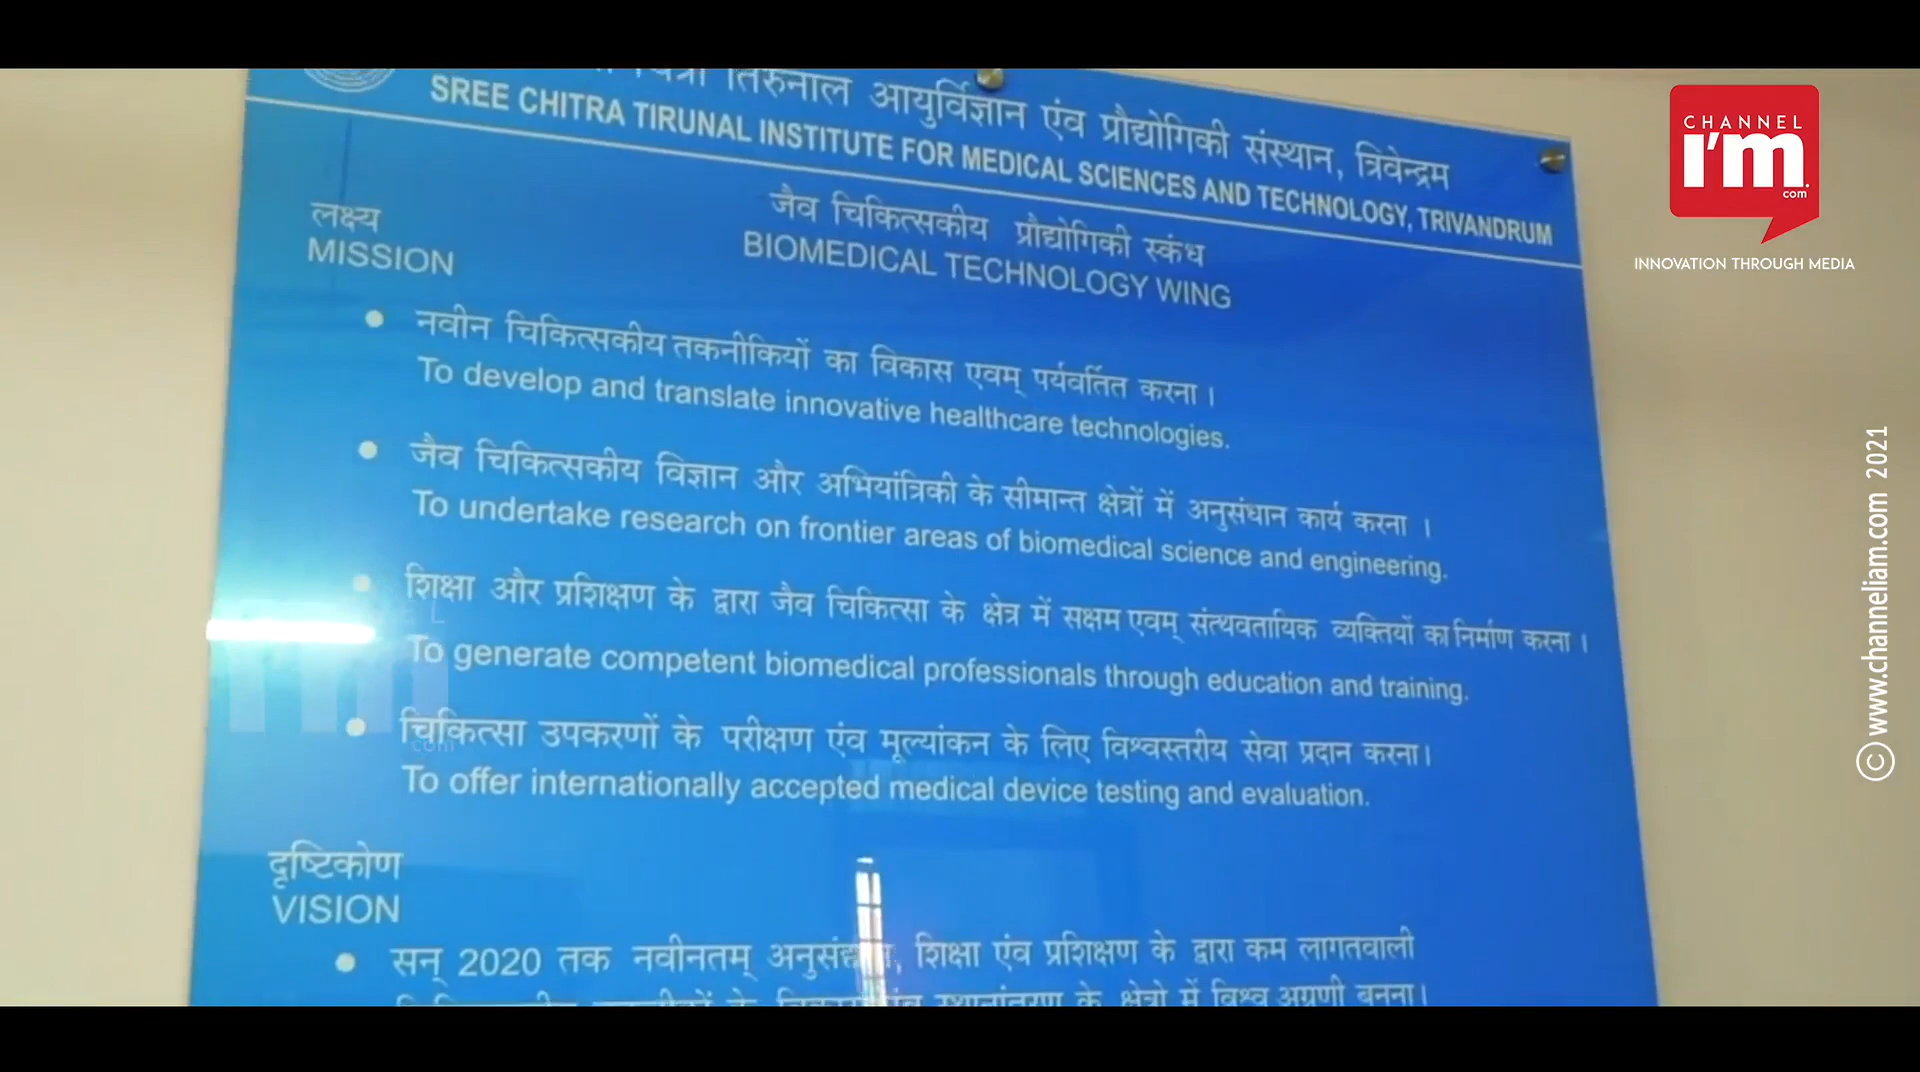 तिरुनाल आयुर्विज्ञान एंव प्रौद्योगिकी संस्थान, त्रिवेन्द्रम
SREE CHITRA TIRUNAL INSTITUTE FOR MEDICAL SCIENCES AND TECHNOLOGY, TRIVANDRUM
जैव चिकित्सकीय प्रौद्योगिकी स्कंध
BIOMEDICAL TECHNOLOGY WING
लक्ष्य
MISSION
● नवीन चिकित्सकीय तकनीकियों का विकास एवम् पर्यवर्तित करना ।
To develop and translate innovative healthcare technologies.
● जैव चिकित्सकीय विज्ञान और अभियांत्रिकी के सीमान्त क्षेत्रों में अनुसंधान कार्य करना ।
To undertake research on frontier areas of biomedical science and engineering.
● शिक्षा और प्रशिक्षण के द्वारा जैव चिकित्सा के क्षेत्र में सक्षम एवम् संत्थवतायिक व्यक्तियों का निर्माण करना ।
To generate competent biomedical professionals through education and training.
● चिकित्सा उपकरणों के परीक्षण एंव मूल्यांकन के लिए विश्वस्तरीय सेवा प्रदान करना।
To offer internationally accepted medical device testing and evaluation.
दृष्टिकोण
VISION
● सन् 2020 तक नवीनतम् शिक्षा एंव प्रशिक्षण के द्वारा कम लागतवाली
के क्षेत्रो में विश्व अग्रणी बनना।
CHANNEL
I'm
.com
INNOVATION THROUGH MEDIA
© www.channeliam.com 2021